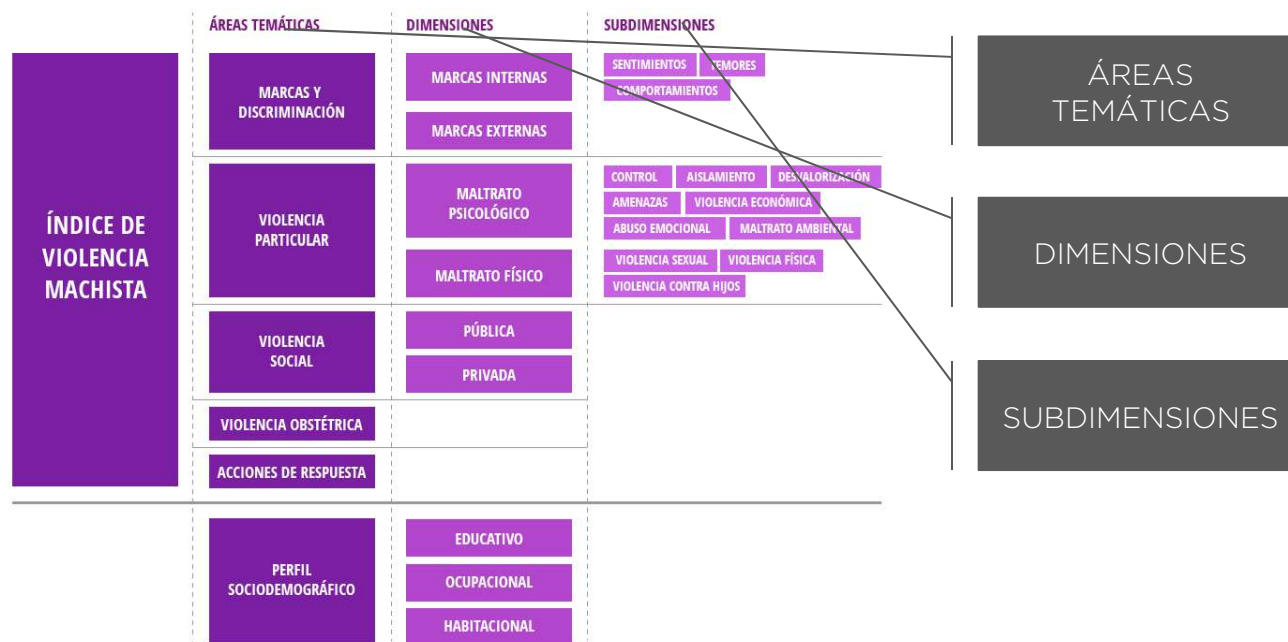 ÁREAS TEMÁTICAS
DIMENSIONES
SUBDIMENSIONES
ÍNDICE DE
VIOLENCIA
MACHISTA
MARCAS Y
DISCRIMINACIÓN
MARCAS INTERNAS
MARCAS EXTERNAS
SENTIMIENTOS
TEMORES
COMPORTAMIENTOS
VIOLENCIA
PARTICULAR
MALTRATO
PSICOLÓGICO
CONTROL
AISLAMIENTO
DESVALORIZACIÓN
AMENAZAS
VIOLENCIA ECONÓMICA
ABUSO EMOCIONAL
MALTRATO AMBIENTAL
MALTRATO FÍSICO
VIOLENCIA SEXUAL
VIOLENCIA FÍSICA
VIOLENCIA CONTRA HIJOS
VIOLENCIA
SOCIAL
PÚBLICA
PRIVADA
VIOLENCIA OBSTÉTRICA
ACCIONES DE RESPUESTA
PERFIL
SOCIODEMOGRÁFICO
EDUCATIVO
OCUPACIONAL
HABITACIONAL
ÁREAS
TEMÁTICAS
DIMENSIONES
SUBDIMENSIONES